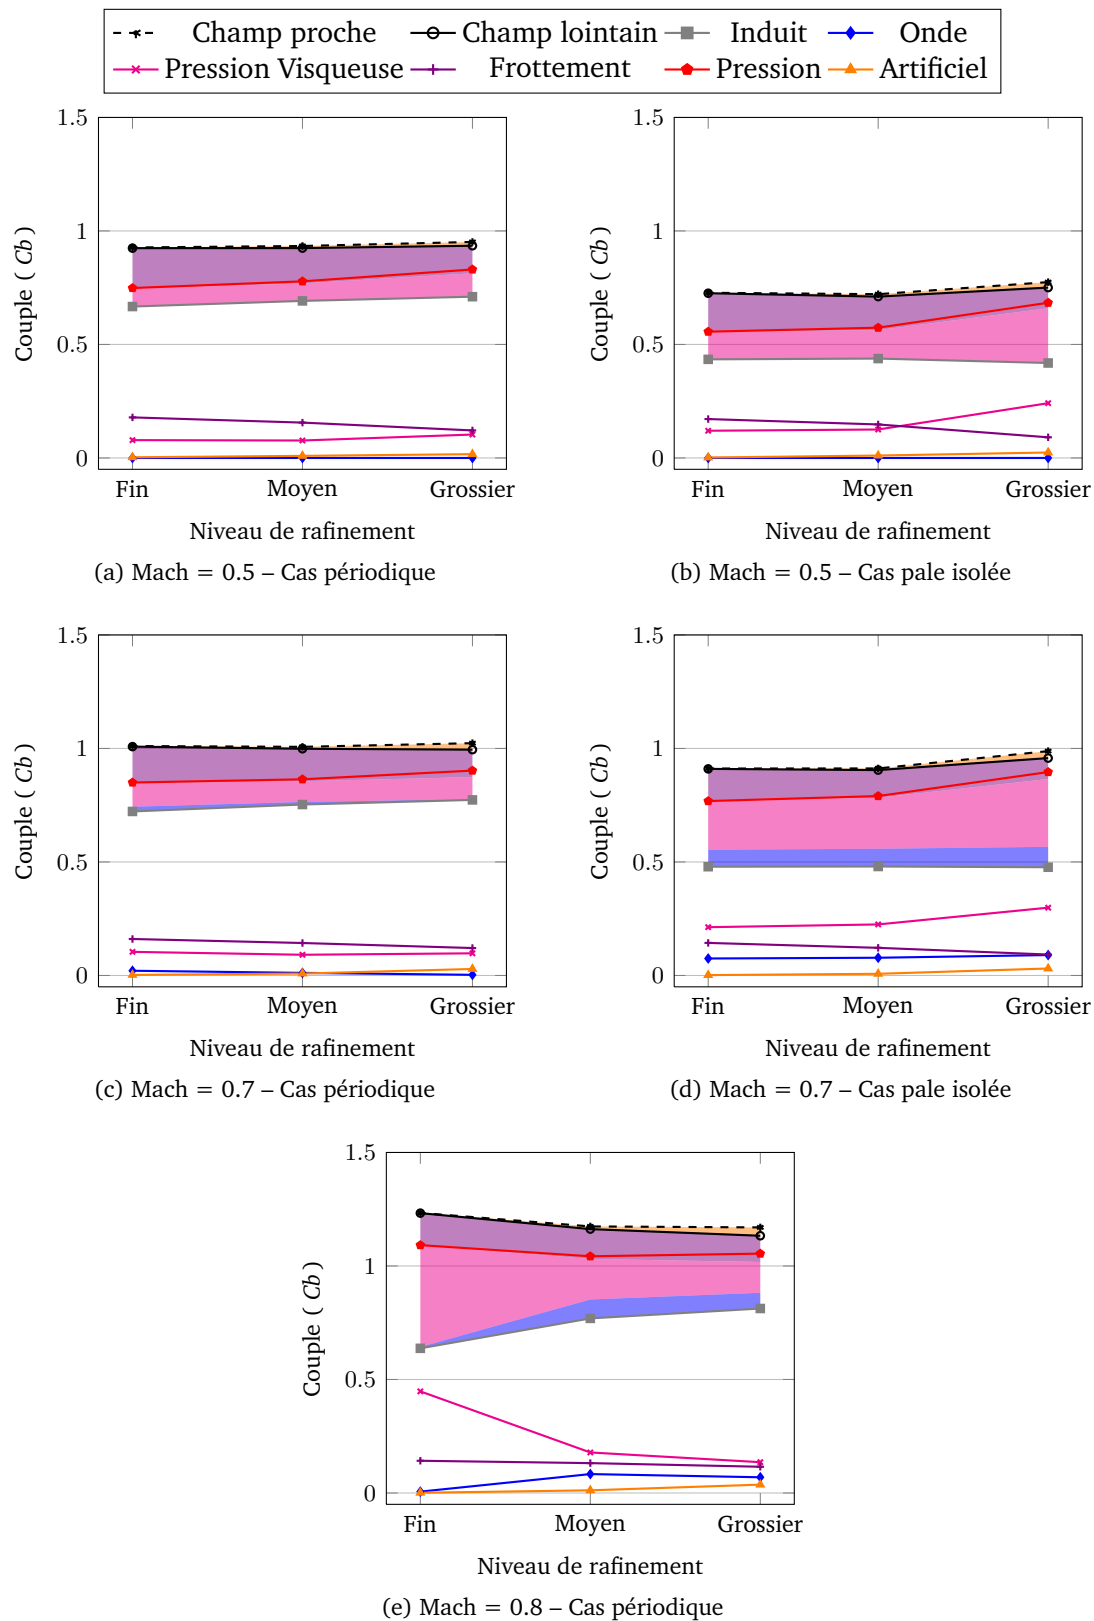 Champ proche Champ lointain Induit Onde
Pression Visqueuse Frottement Pression Artificiel
1.5
1
0.5
0
Couple ( Cb )
Fin Moyen Grossier
Niveau de rafinement
(a) Mach = 0.5 – Cas périodique
1.5
1
0.5
0
Couple ( Cb )
Fin Moyen Grossier
Niveau de rafinement
(b) Mach = 0.5 – Cas pale isolée
1.5
1
0.5
0
Couple ( Cb )
Fin Moyen Grossier
Niveau de rafinement
(c) Mach = 0.7 – Cas périodique
1.5
1
0.5
0
Couple ( Cb )
Fin Moyen Grossier
Niveau de rafinement
(d) Mach = 0.7 – Cas pale isolée
1.5
1
0.5
0
Couple ( Cb )
Fin Moyen Grossier
Niveau de rafinement
(e) Mach = 0.8 – Cas périodique